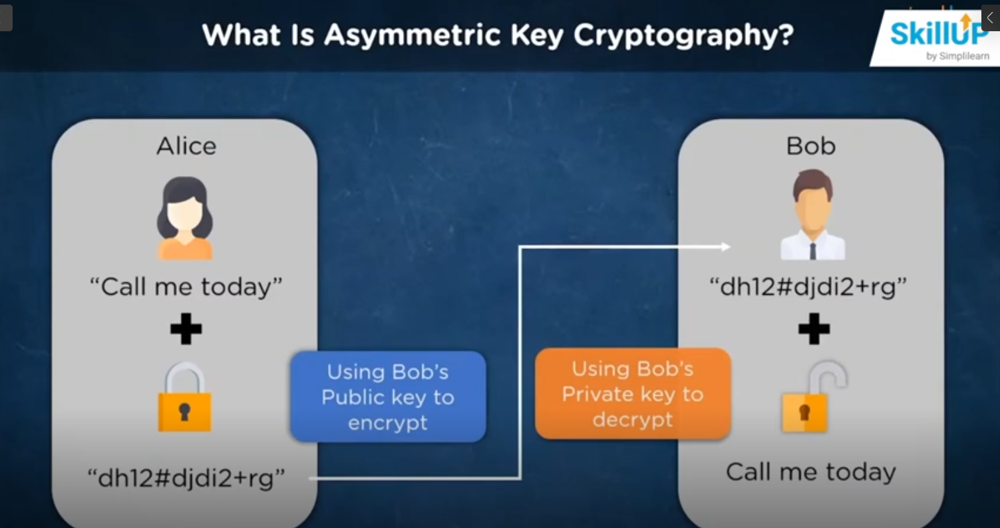 What Is Asymmetric Key Cryptography?
SkillUP
by Simplilearn
Alice
“Call me today”
Using Bob's
Public key to
encrypt
“dh12#djdi2+rg”
Using Bob's
Private key to
decrypt
Bob
“dh12#djdi2+rg”
Call me today